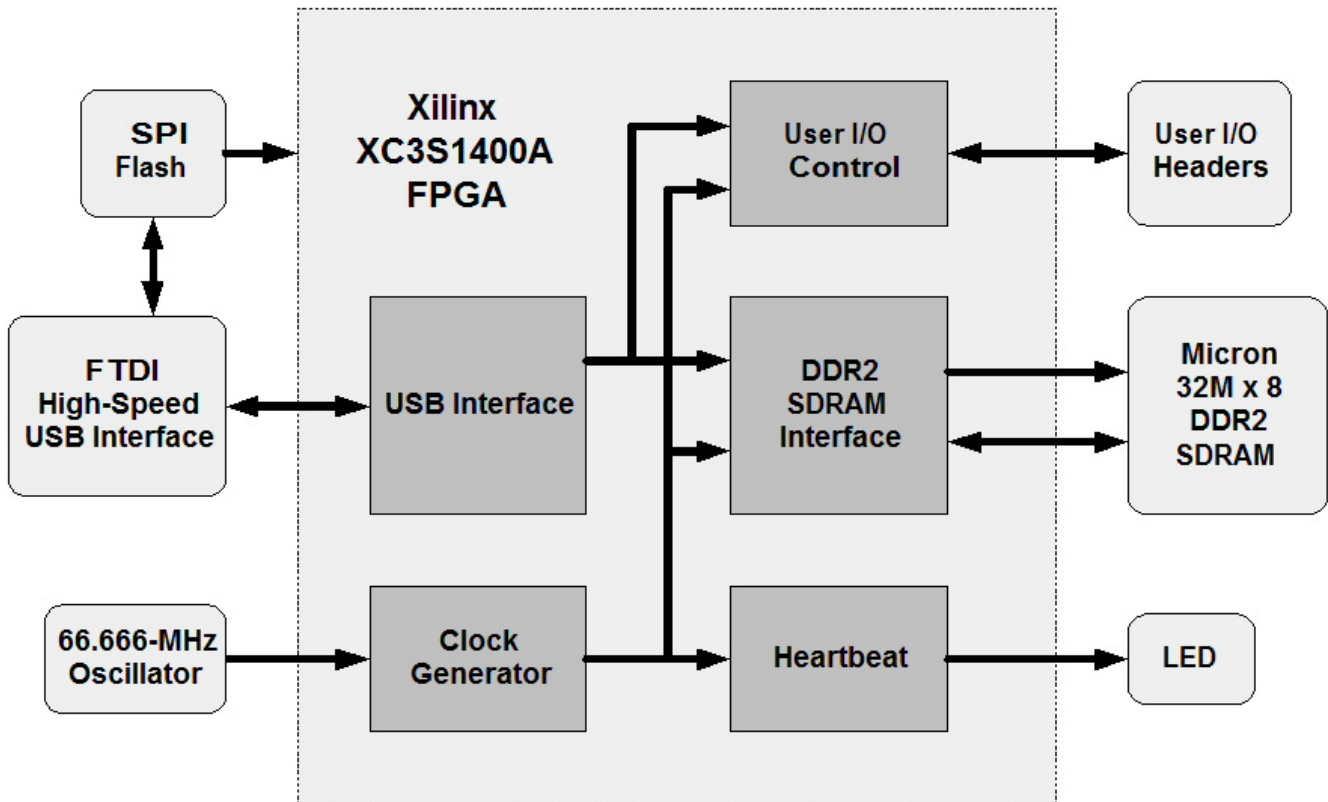 SPI
Flash
Xilinx
XC3S1400A
FPGA
User I/O
Control
User I/O
Headers
FTDI
High-Speed
USB Interface
USB Interface
DDR2
SDRAM
Interface
Micron
32M x 8
DDR2
SDRAM
66.666-MHz
Oscillator
Clock
Generator
Heartbeat
LED